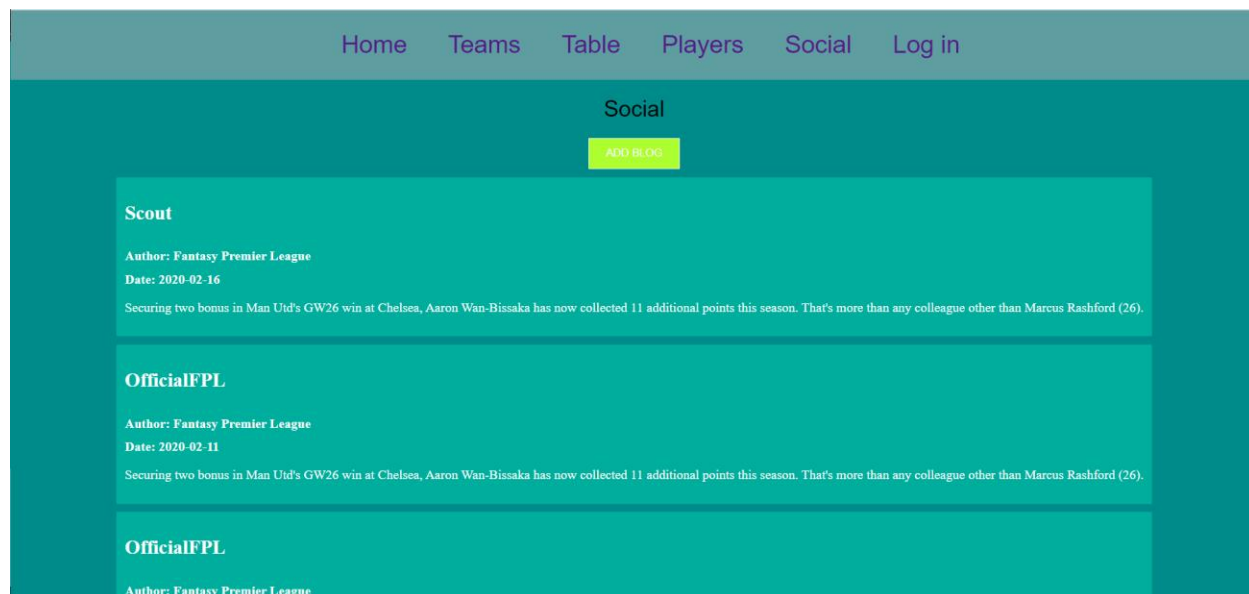 Home Teams Table Players Social Log in
Social
ADD BLOG
Scout
Author: Fantasy Premier League
Date: 2020-02-16
Securing two bonus in Man Utd's GW26 win at Chelsea, Aaron Wan-Bissaka has now collected 11 additional points this season. That's more than any colleague other than Marcus Rashford (26).
OfficialFPL
Author: Fantasy Premier League
Date: 2020-02-11
Securing two bonus in Man Utd's GW26 win at Chelsea, Aaron Wan-Bissaka has now collected 11 additional points this season. That's more than any colleague other than Marcus Rashford (26).
OfficialFPL
Author: Fantasy Premier League